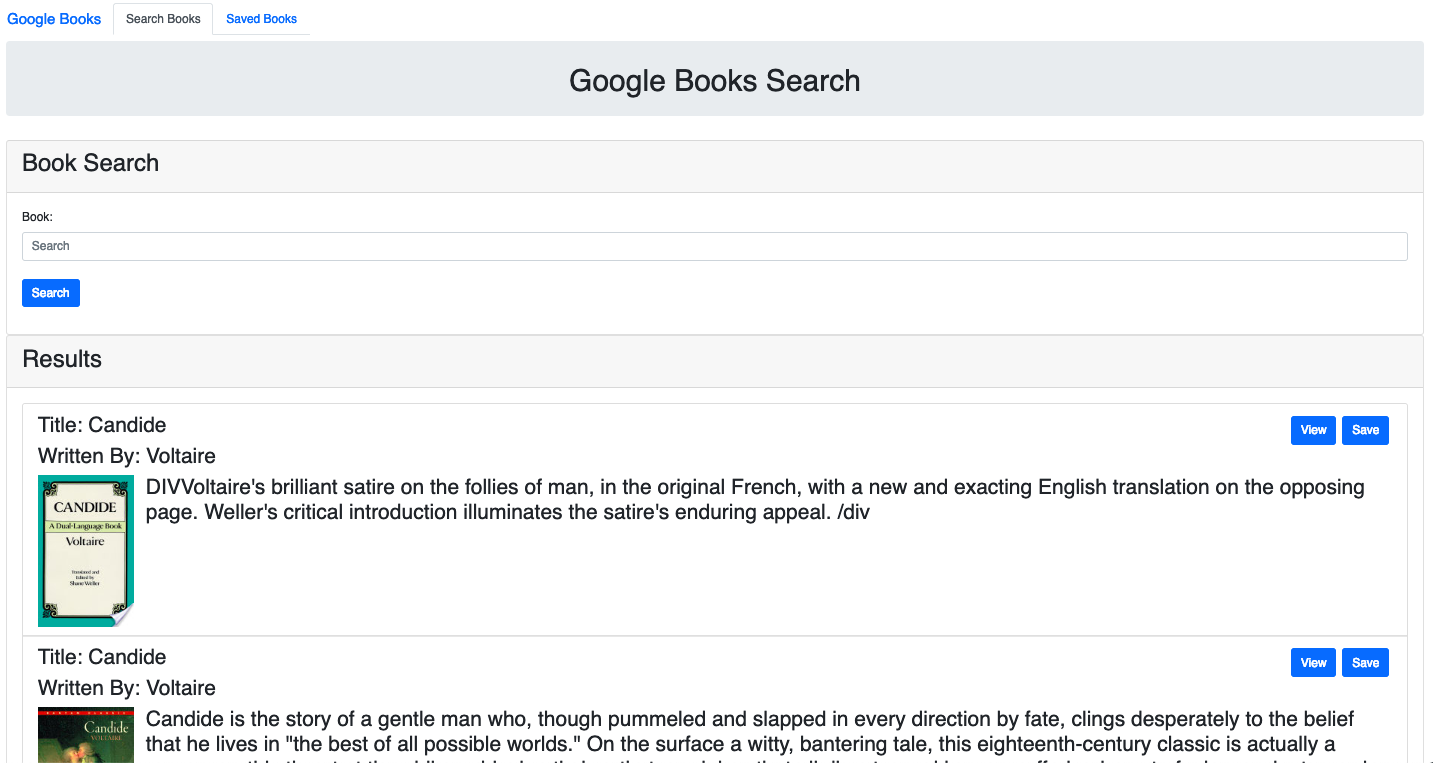 Google Books Search Books Saved Books
Google Books Search
Book Search
Book:
Search
Search
Results
Title: Candide
View Save
Written By: Voltaire
CANDIDE
A Dual-Language Book
Voltaire
Translated and
Edited by
Shane Weller
DIVVoltaire's brilliant satire on the follies of man, in the original French, with a new and exacting English translation on the opposing
page. Weller's critical introduction illuminates the satire's enduring appeal. /div
Title: Candide
View Save
Written By: Voltaire
BANTAM CLASSIC
Candide
VOLTAIRE
Candide is the story of a gentle man who, though pummeled and slapped in every direction by fate, clings desperately to the belief
that he lives in "the best of all possible worlds." On the surface a witty, bantering tale, this eighteenth-century classic is actually a